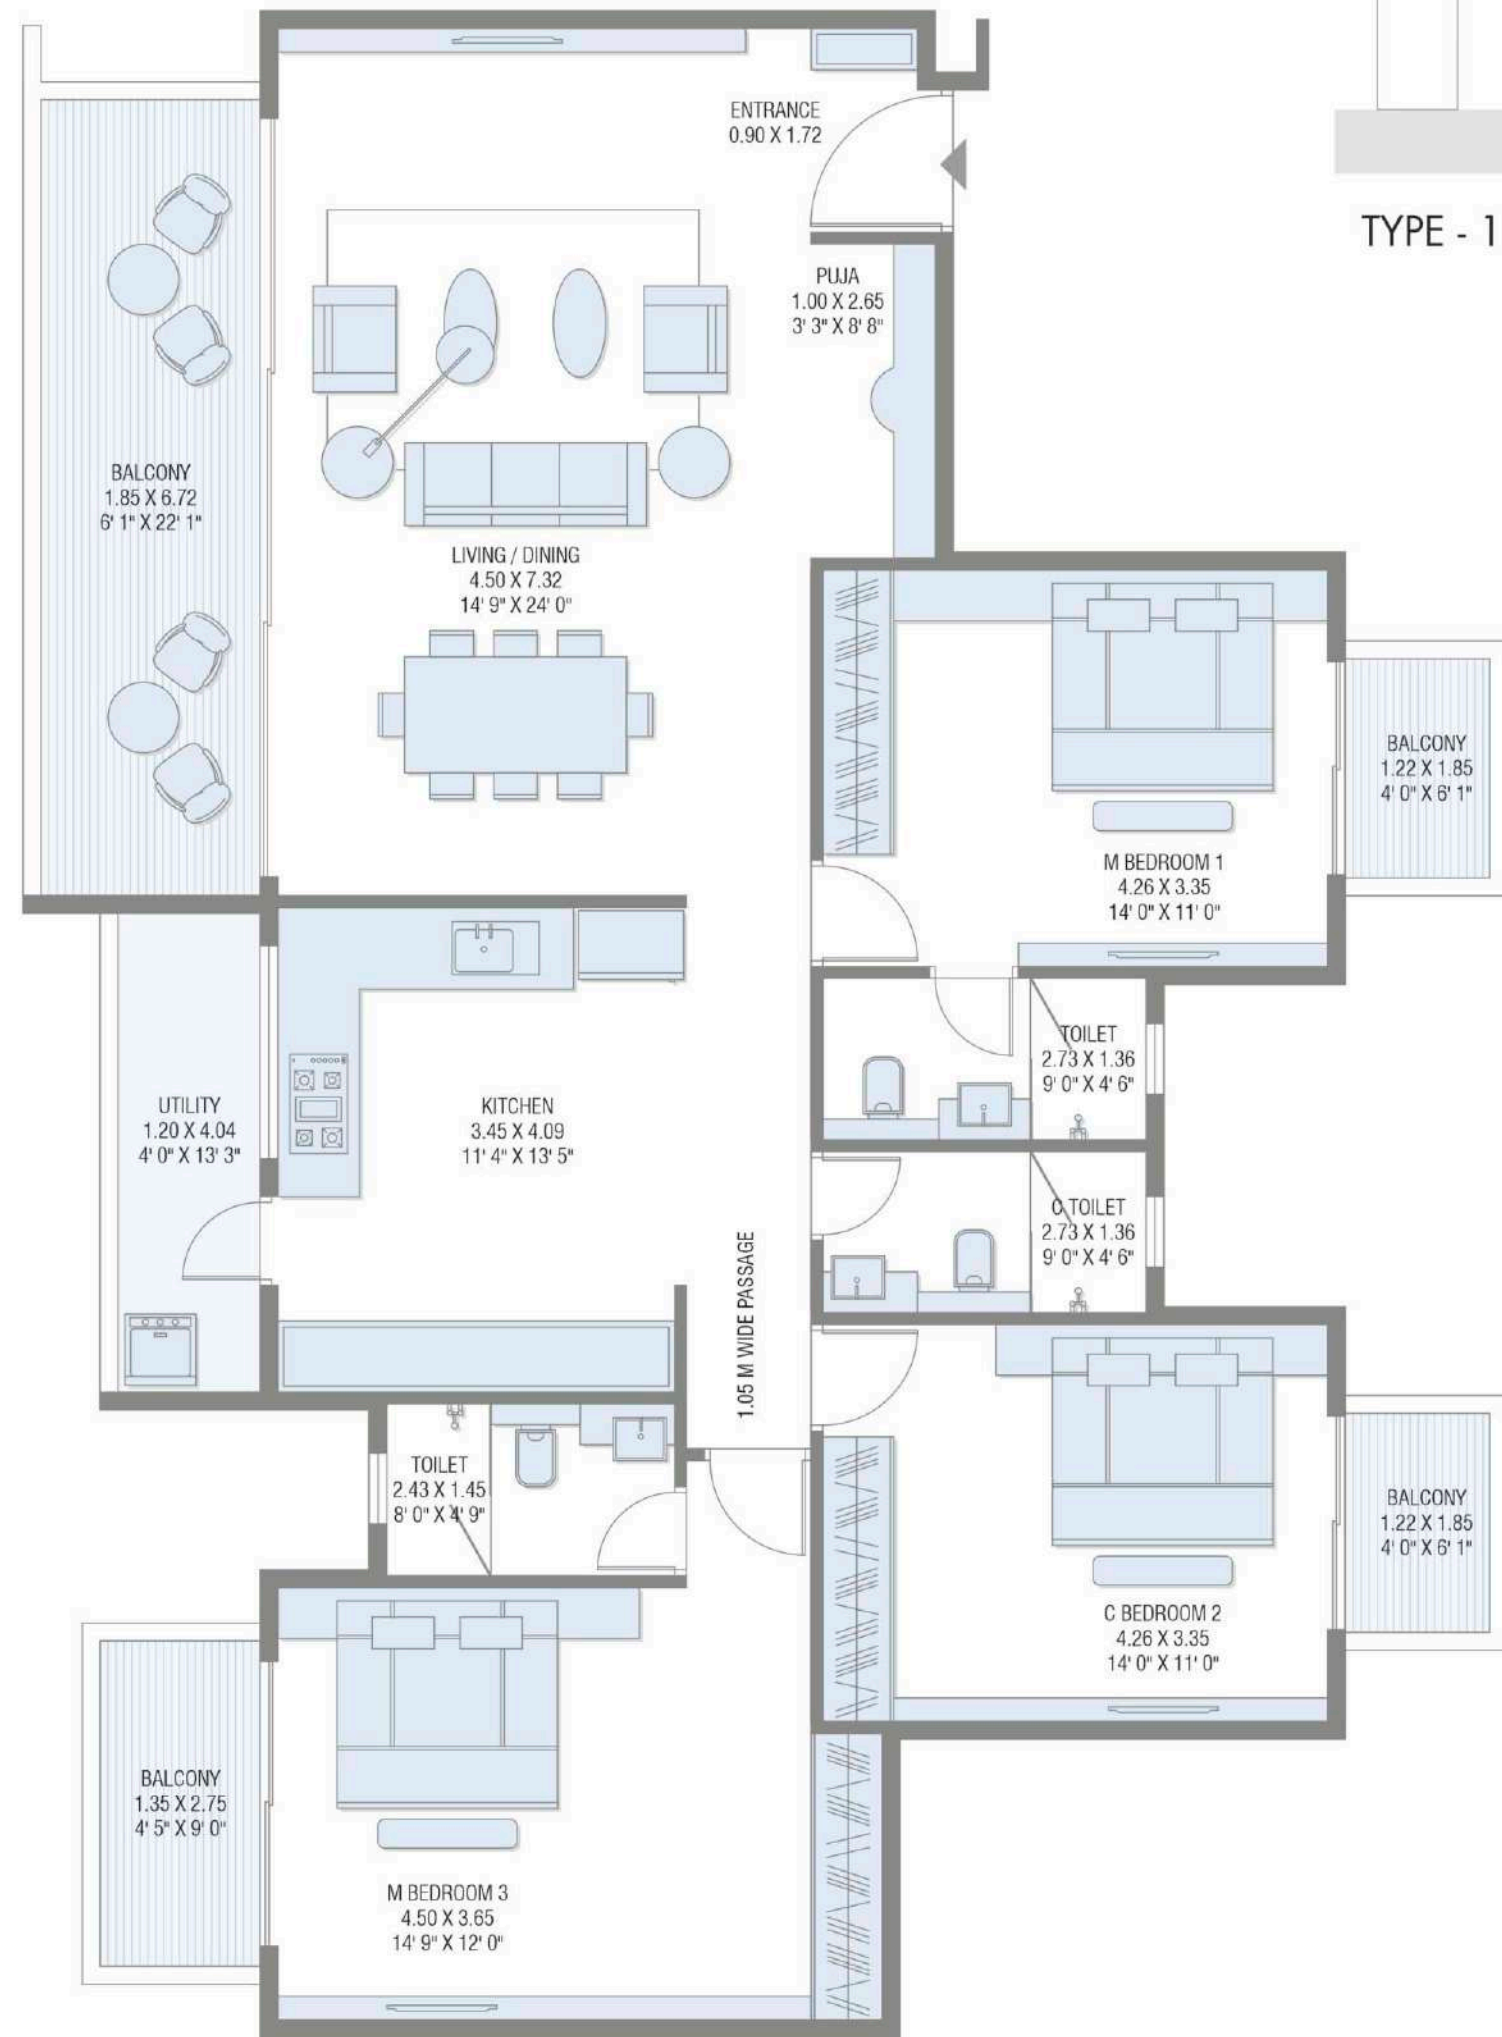 ENTRANCE
0.90 X 1.72
TYPE - 1
PUJA
1.00 X 2.65
3' 3" X 8' 8"
BALCONY
1.85 X 6.72
6' 1" X 22' 1"
LIVING / DINING
4.50 X 7.32
14' 9" X 24' 0"
BALCONY
1.22 X 1.85
4' 0" X 6' 1"
M BEDROOM 1
4.26 X 3.35
14' 0" X 11' 0"
TOILET
2.73 X 1.36
9' 0" X 4' 6"
UTILITY
1.20 X 4.04
4' 0" X 13' 3"
KITCHEN
3.45 X 4.09
11' 4" X 13' 5"
C TOILET
2.73 X 1.36
9' 0" X 4' 6"
1.05 M WIDE PASSAGE
TOILET
2.43 X 1.45
8' 0" X 4' 9"
BALCONY
1.22 X 1.85
4' 0" X 6' 1"
C BEDROOM 2
4.26 X 3.35
14' 0" X 11' 0"
BALCONY
1.35 X 2.75
4' 5" X 9' 0"
M BEDROOM 3
4.50 X 3.65
14' 9" X 12' 0"